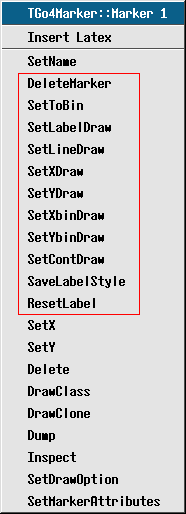 TGo4Marker::Marker 1
Insert Latex
SetName
DeleteMarker
SetToBin
SetLabelDraw
SetLineDraw
SetXDraw
SetYDraw
SetXbinDraw
SetYbinDraw
SetContDraw
SaveLabelStyle
ResetLabel
SetX
SetY
Delete
DrawClass
DrawClone
Dump
Inspect
SetDrawOption
SetMarkerAttributes